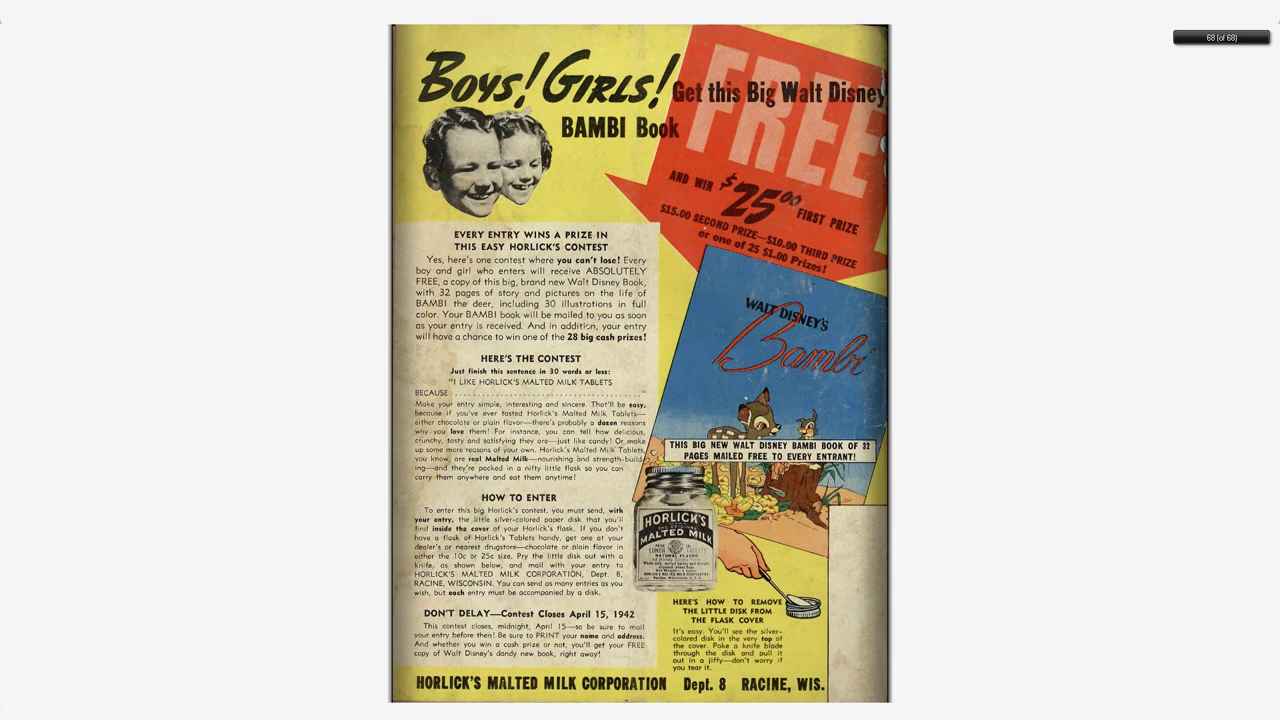 68 (of 68)
BOYS! GIRLS! Get this Big Walt Disney
BAMBI Book
FREE
AND WIN $25.00 FIRST PRIZE
$15.00 SECOND PRIZE—$10.00 THIRD PRIZE
or one of 25 $1.00 Prizes!
EVERY ENTRY WINS A PRIZE IN
THIS EASY HORLICK'S CONTEST
Yes, here's one contest where you can't lose! Every
boy and girl who enters will receive ABSOLUTELY
FREE, a copy of this big, brand new Walt Disney Book,
with 32 pages of story and pictures on the life of
BAMBI the deer, including 30 illustrations in full
color. Your BAMBI book will be mailed to you as soon
as your entry is received. And in addition, your entry
will have a chance to win one of the 28 big cash prizes!
HERE'S THE CONTEST
Just finish this sentence in 30 words or less:
"I LIKE HORLICK'S MALTED MILK TABLETS
BECAUSE ........................................"
Make your entry simple, interesting and sincere. That'll be easy,
because if you've ever tasted Horlick's Malted Milk Tablets—
either chocolate or plain flavor—there's probably a dozen reasons
why you love them! For instance, you can tell how delicious,
crunchy, tasty and satisfying they are—just like candy! Or make
up some more reasons of your own. Horlick's Malted Milk Tablets,
you know, are real Malted Milk—nourishing and strength-build-
ing—and they're packed in a nifty little flask so you can
carry them anywhere and eat them anytime!
HOW TO ENTER
To enter this big Horlick's contest, you must send, with
your entry, the little silver-colored paper disk that you'll
find inside the cover of your Horlick's flask. If you don't
have a flask of Horlick's Tablets handy, get one at your
dealer's or nearest drugstore—chocolate or plain flavor in
either the 10c or 25c size. Pry the little disk out with a
knife, as shown below, and mail with your entry to
HORLICK'S MALTED MILK CORPORATION, Dept. 8,
RACINE, WISCONSIN. You can send as many entries as you
wish, but each entry must be accompanied by a disk.
DON'T DELAY—Contest Closes April 15, 1942
This contest closes, midnight, April 15—so be sure to mail
your entry before then! Be sure to PRINT your name and address.
And whether you win a cash prize or not, you'll get your FREE
copy of Walt Disney's dandy new book, right away!
WALT DISNEY'S
Bambi
THIS BIG NEW WALT DISNEY BAMBI BOOK OF 32
PAGES MAILED FREE TO EVERY ENTRANT!
HORLICK'S
THE ORIGINAL
MALTED MILK
LUNCH TABLETS
NATURAL FLAVOR
HERE'S HOW TO REMOVE
THE LITTLE DISK FROM
THE FLASK COVER
It's easy. You'll see the silver-
colored disk in the very top of
the cover. Poke a knife blade
through the disk and pull it
out in a jiffy—don't worry if
you tear it.
HORLICK'S MALTED MILK CORPORATION Dept. 8 RACINE, WIS.